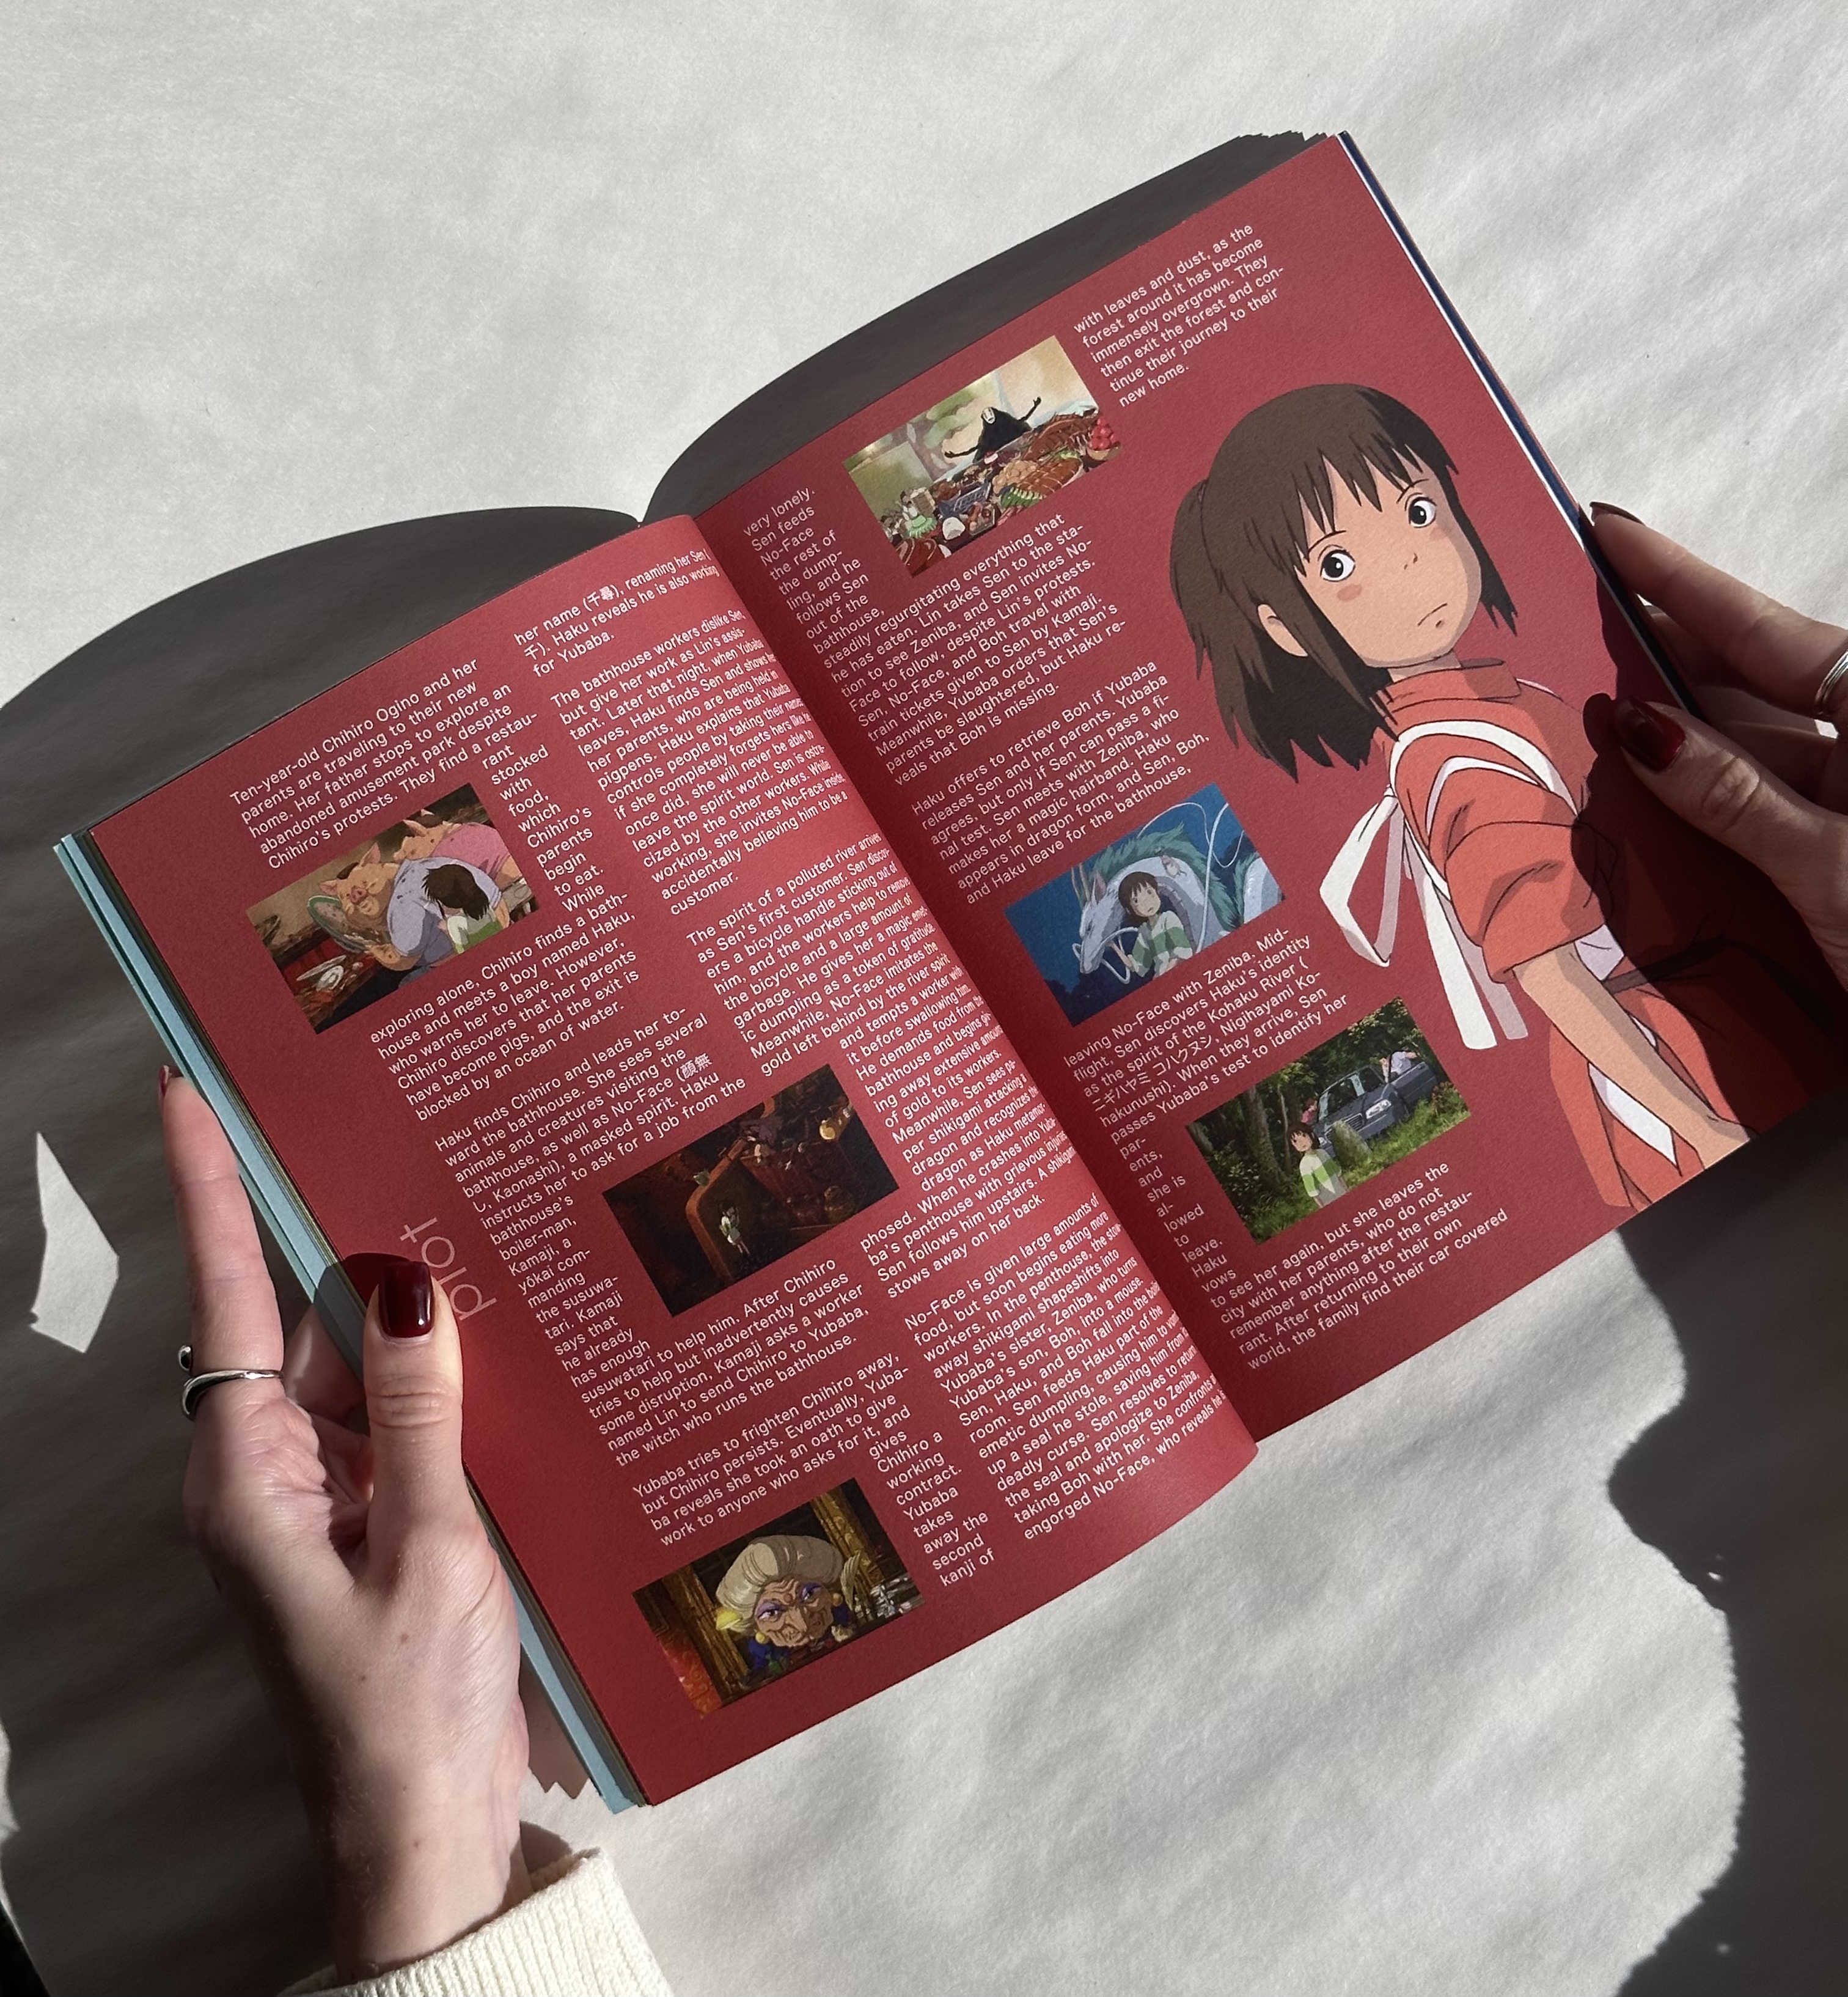 plot
Ten-year-old Chihiro Ogino and her
parents are traveling to their new
home. Her father stops to explore an
abandoned amusement park despite
Chihiro's protests. They find a restau-
rant
stocked
with
food,
which
Chihiro's
parents
begin
to eat.
While
exploring alone, Chihiro finds a bath-
house and meets a boy named Haku,
who warns her to leave. However,
Chihiro discovers that her parents
have become pigs, and the exit is
blocked by an ocean of water.
Haku finds Chihiro and leads her to-
ward the bathhouse. She sees several
animals and creatures visiting the
bathhouse, as well as No-Face (顔無
し, Kaonashi), a masked spirit. Haku
instructs her to ask for a job from the
bathhouse's
boiler-man,
Kamaji, a
yōkai com-
manding
the susuwa-
tari. Kamaji
says that
he already
has enough
susuwatari to help him. After Chihiro
tries to help but inadvertently causes
some disruption, Kamaji asks a worker
named Lin to send Chihiro to Yubaba,
the witch who runs the bathhouse.
Yubaba tries to frighten Chihiro away,
but Chihiro persists. Eventually, Yuba-
ba reveals she took an oath to give
work to anyone who asks for it, and
gives
Chihiro a
working
contract.
Yubaba
takes
away the
second
kanji of
her name (千尋), renaming her Sen (
千). Haku reveals he is also working
for Yubaba.
The bathhouse workers dislike Sen,
but give her work as Lin's assis-
tant. Later that night, when Yubaba
leaves, Haku finds Sen and shows
her parents, who are being held in
pigpens. Haku explains that Yubaba
controls people by taking their names;
if she completely forgets hers like he
once did, she will never be able to
leave the spirit world. Sen is ostra-
cized by the other workers. While
working, she invites No-Face inside,
accidentally believing him to be a
customer.
The spirit of a polluted river arrives
as Sen's first customer. Sen discov-
ers a bicycle handle sticking out of
him, and the workers help to remove
the bicycle and a large amount of
garbage. He gives her a magic emet-
ic dumpling as a token of gratitude.
Meanwhile, No-Face imitates the
gold left behind by the river spirit
and tempts a worker with
it before swallowing him.
He demands food from the
bathhouse and begins giv-
ing away extensive amounts
of gold to its workers.
Meanwhile, Sen sees pa-
per shikigami attacking a
dragon and recognizes the
dragon as Haku metamor-
phosed. When he crashes into Yuba-
ba's penthouse with grievous injuries,
Sen follows him upstairs. A shikigami
stows away on her back.
No-Face is given large amounts of
food, but soon begins eating more
workers. In the penthouse, the stow-
away shikigami shapeshifts into
Yubaba's sister, Zeniba, who turns
Yubaba's son, Boh, into a mouse.
Sen, Haku, and Boh fall into the boiler
room. Sen feeds Haku part of the
emetic dumpling, causing him to vomit
up a seal he stole, saving him from a
deadly curse. Sen resolves to return
the seal and apologize to Zeniba,
taking Boh with her. She confronts
engorged No-Face, who reveals he is
very lonely.
Sen feeds
No-Face
the rest of
the dump-
ling, and he
follows Sen
out of the
bathhouse,
steadily regurgitating everything that
he has eaten. Lin takes Sen to the sta-
tion to see Zeniba, and Sen invites No-
Face to follow, despite Lin's protests.
Sen, No-Face, and Boh travel with
train tickets given to Sen by Kamaji.
Meanwhile, Yubaba orders that Sen's
parents be slaughtered, but Haku re-
veals that Boh is missing.
Haku offers to retrieve Boh if Yubaba
releases Sen and her parents. Yubaba
agrees, but only if Sen can pass a fi-
nal test. Sen meets with Zeniba, who
makes her a magic hairband. Haku
appears in dragon form, and Sen, Boh,
and Haku leave for the bathhouse,
leaving No-Face with Zeniba. Mid-
flight, Sen discovers Haku's identity
as the spirit of the Kohaku River (
ニギハヤミ コハクヌシ, Nigihayami Ko-
hakunushi). When they arrive, Sen
passes Yubaba's test to identify her
par-
ents,
and
she is
al-
lowed
to
leave.
Haku
vows
to see her again, but she leaves the
city with her parents, who do not
remember anything after the restau-
rant. After returning to their own
world, the family find their car covered
with leaves and dust, as the
forest around it has become
immensely overgrown. They
then exit the forest and con-
tinue their journey to their
new home.